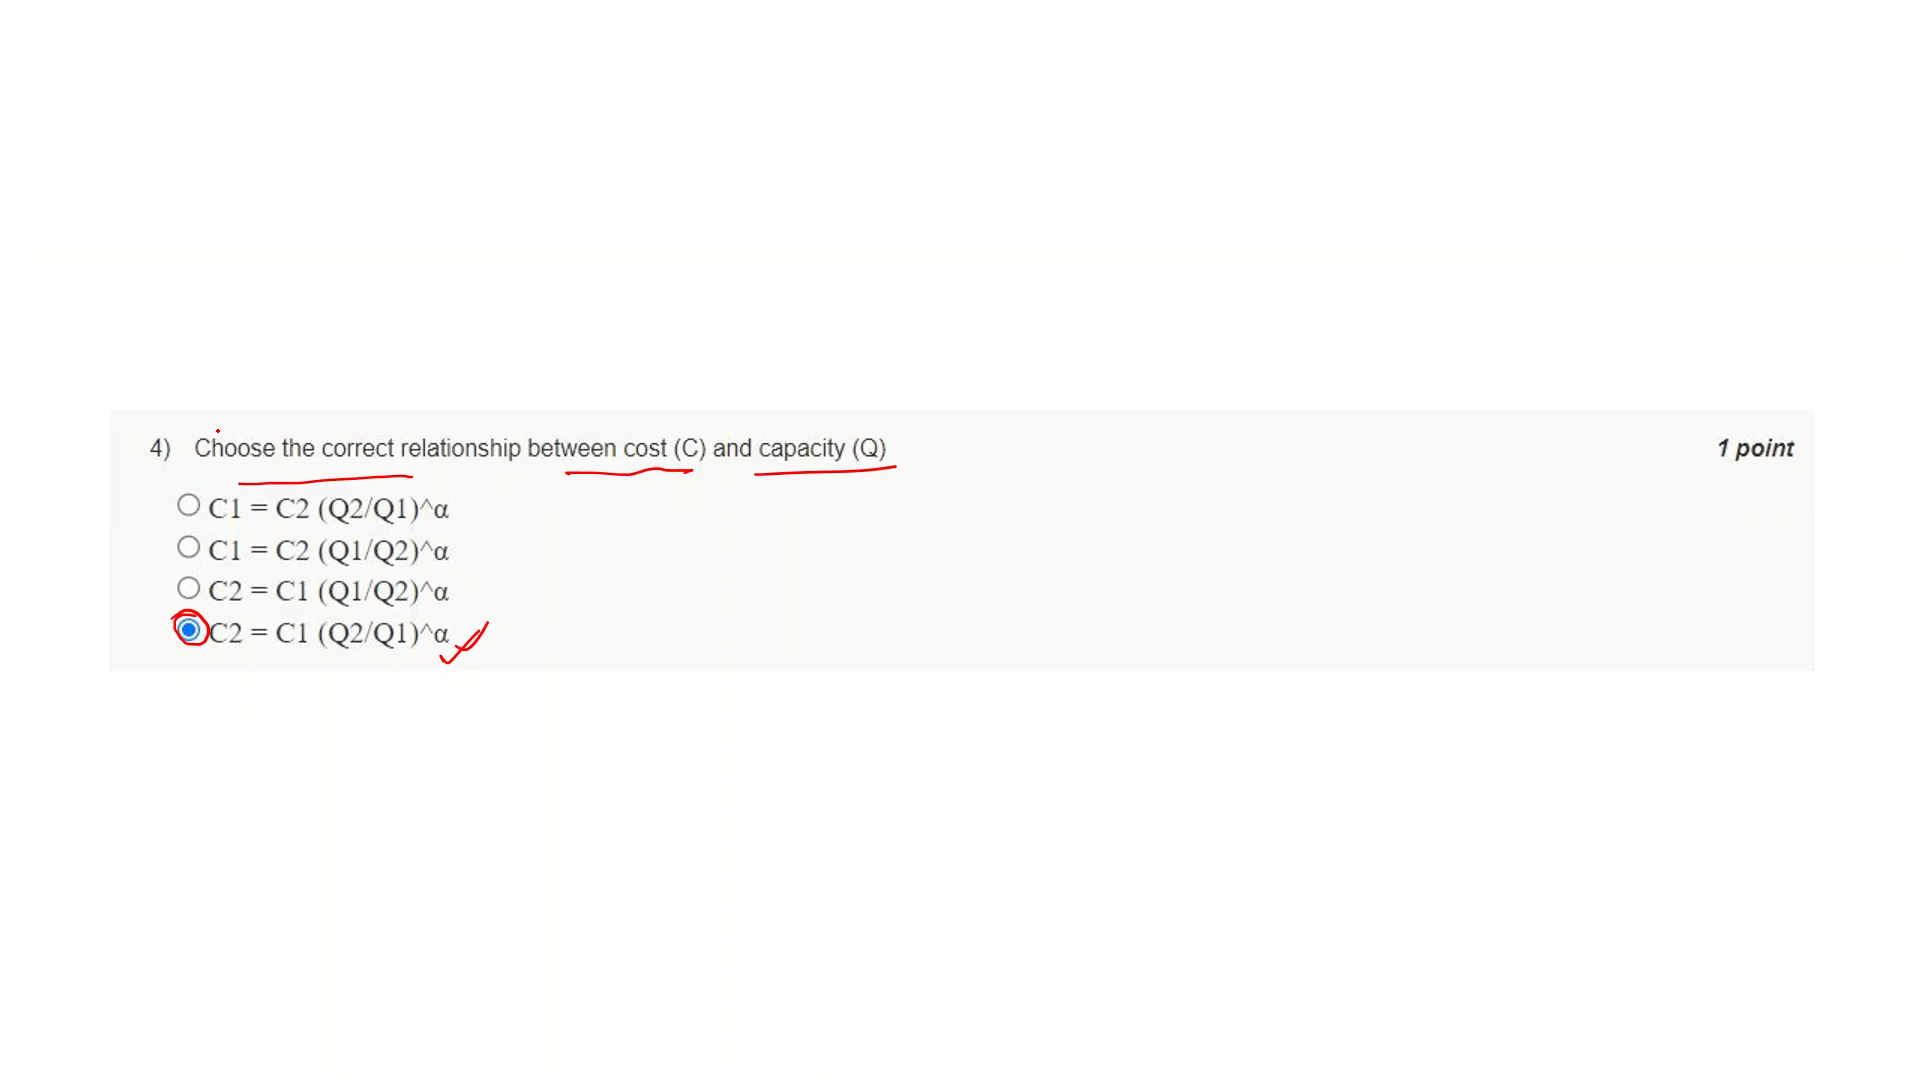 4) Choose the correct relationship between cost (C) and capacity (Q) 1 point
C1 = C2 (Q2/Q1)^α
C1 = C2 (Q1/Q2)^α
C2 = C1 (Q1/Q2)^α
C2 = C1 (Q2/Q1)^α